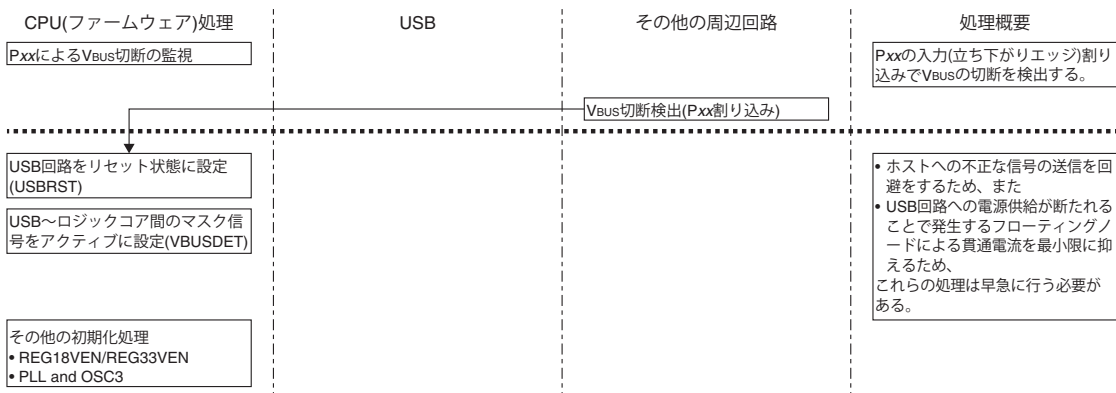 CPU(ファームウェア)処理
USB
その他の周辺回路
処理概要
PxxによるVBUS切断の監視
Pxxの入力(立ち下がりエッジ)割り
込みでVBUSの切断を検出する。
VBUS切断検出(Pxx割り込み)
USB回路をリセット状態に設定
(USBRST)
USB～ロジックコア間のマスク信
号をアクティブに設定(VBUSDET)
• ホストへの不正な信号の送信を回
避をするため、また
• USB回路への電源供給が断たれる
ことで発生するフローティングノ
ードによる貫通電流を最小限に抑
えるため、
これらの処理は早急に行う必要が
ある。
その他の初期化処理
• REG18VEN/REG33VEN
• PLL and OSC3